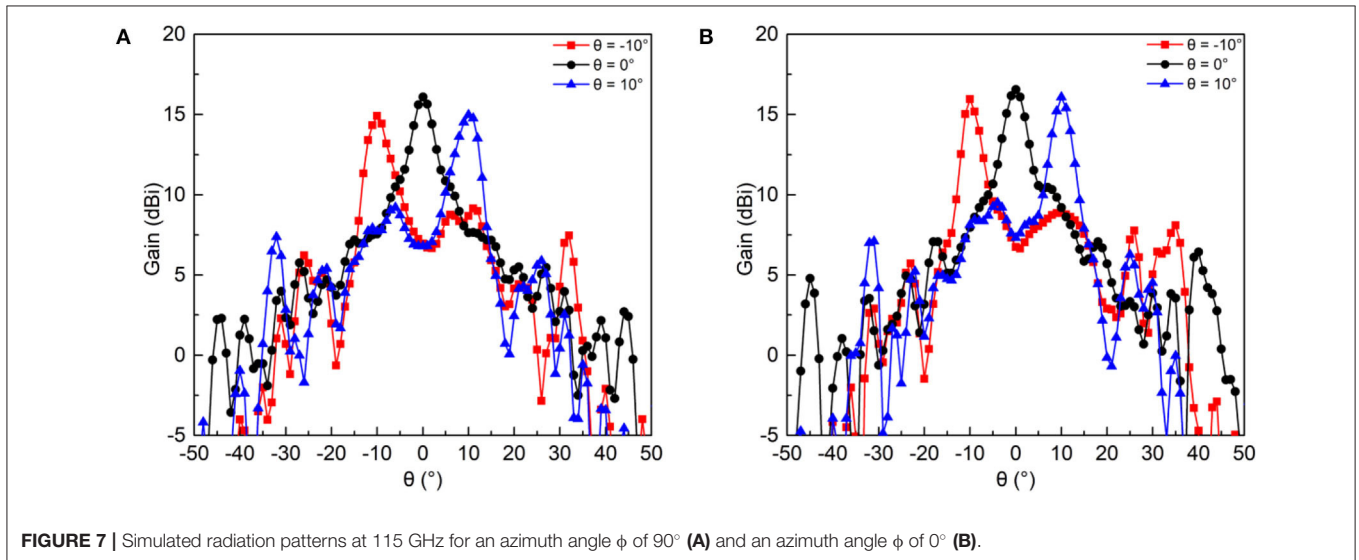 A
20
15
10
5
0
-5
Gain (dBi)
-50 -40 -30 -20 -10 0 10 20 30 40 50
θ (°)
θ = -10°
θ = 0°
θ = 10°
B
20
15
10
5
0
-5
Gain (dBi)
-50 -40 -30 -20 -10 0 10 20 30 40 50
θ (°)
θ = -10°
θ = 0°
θ = 10°
FIGURE 7 | Simulated radiation patterns at 115 GHz for an azimuth angle ϕ of 90° (A) and an azimuth angle ϕ of 0° (B).